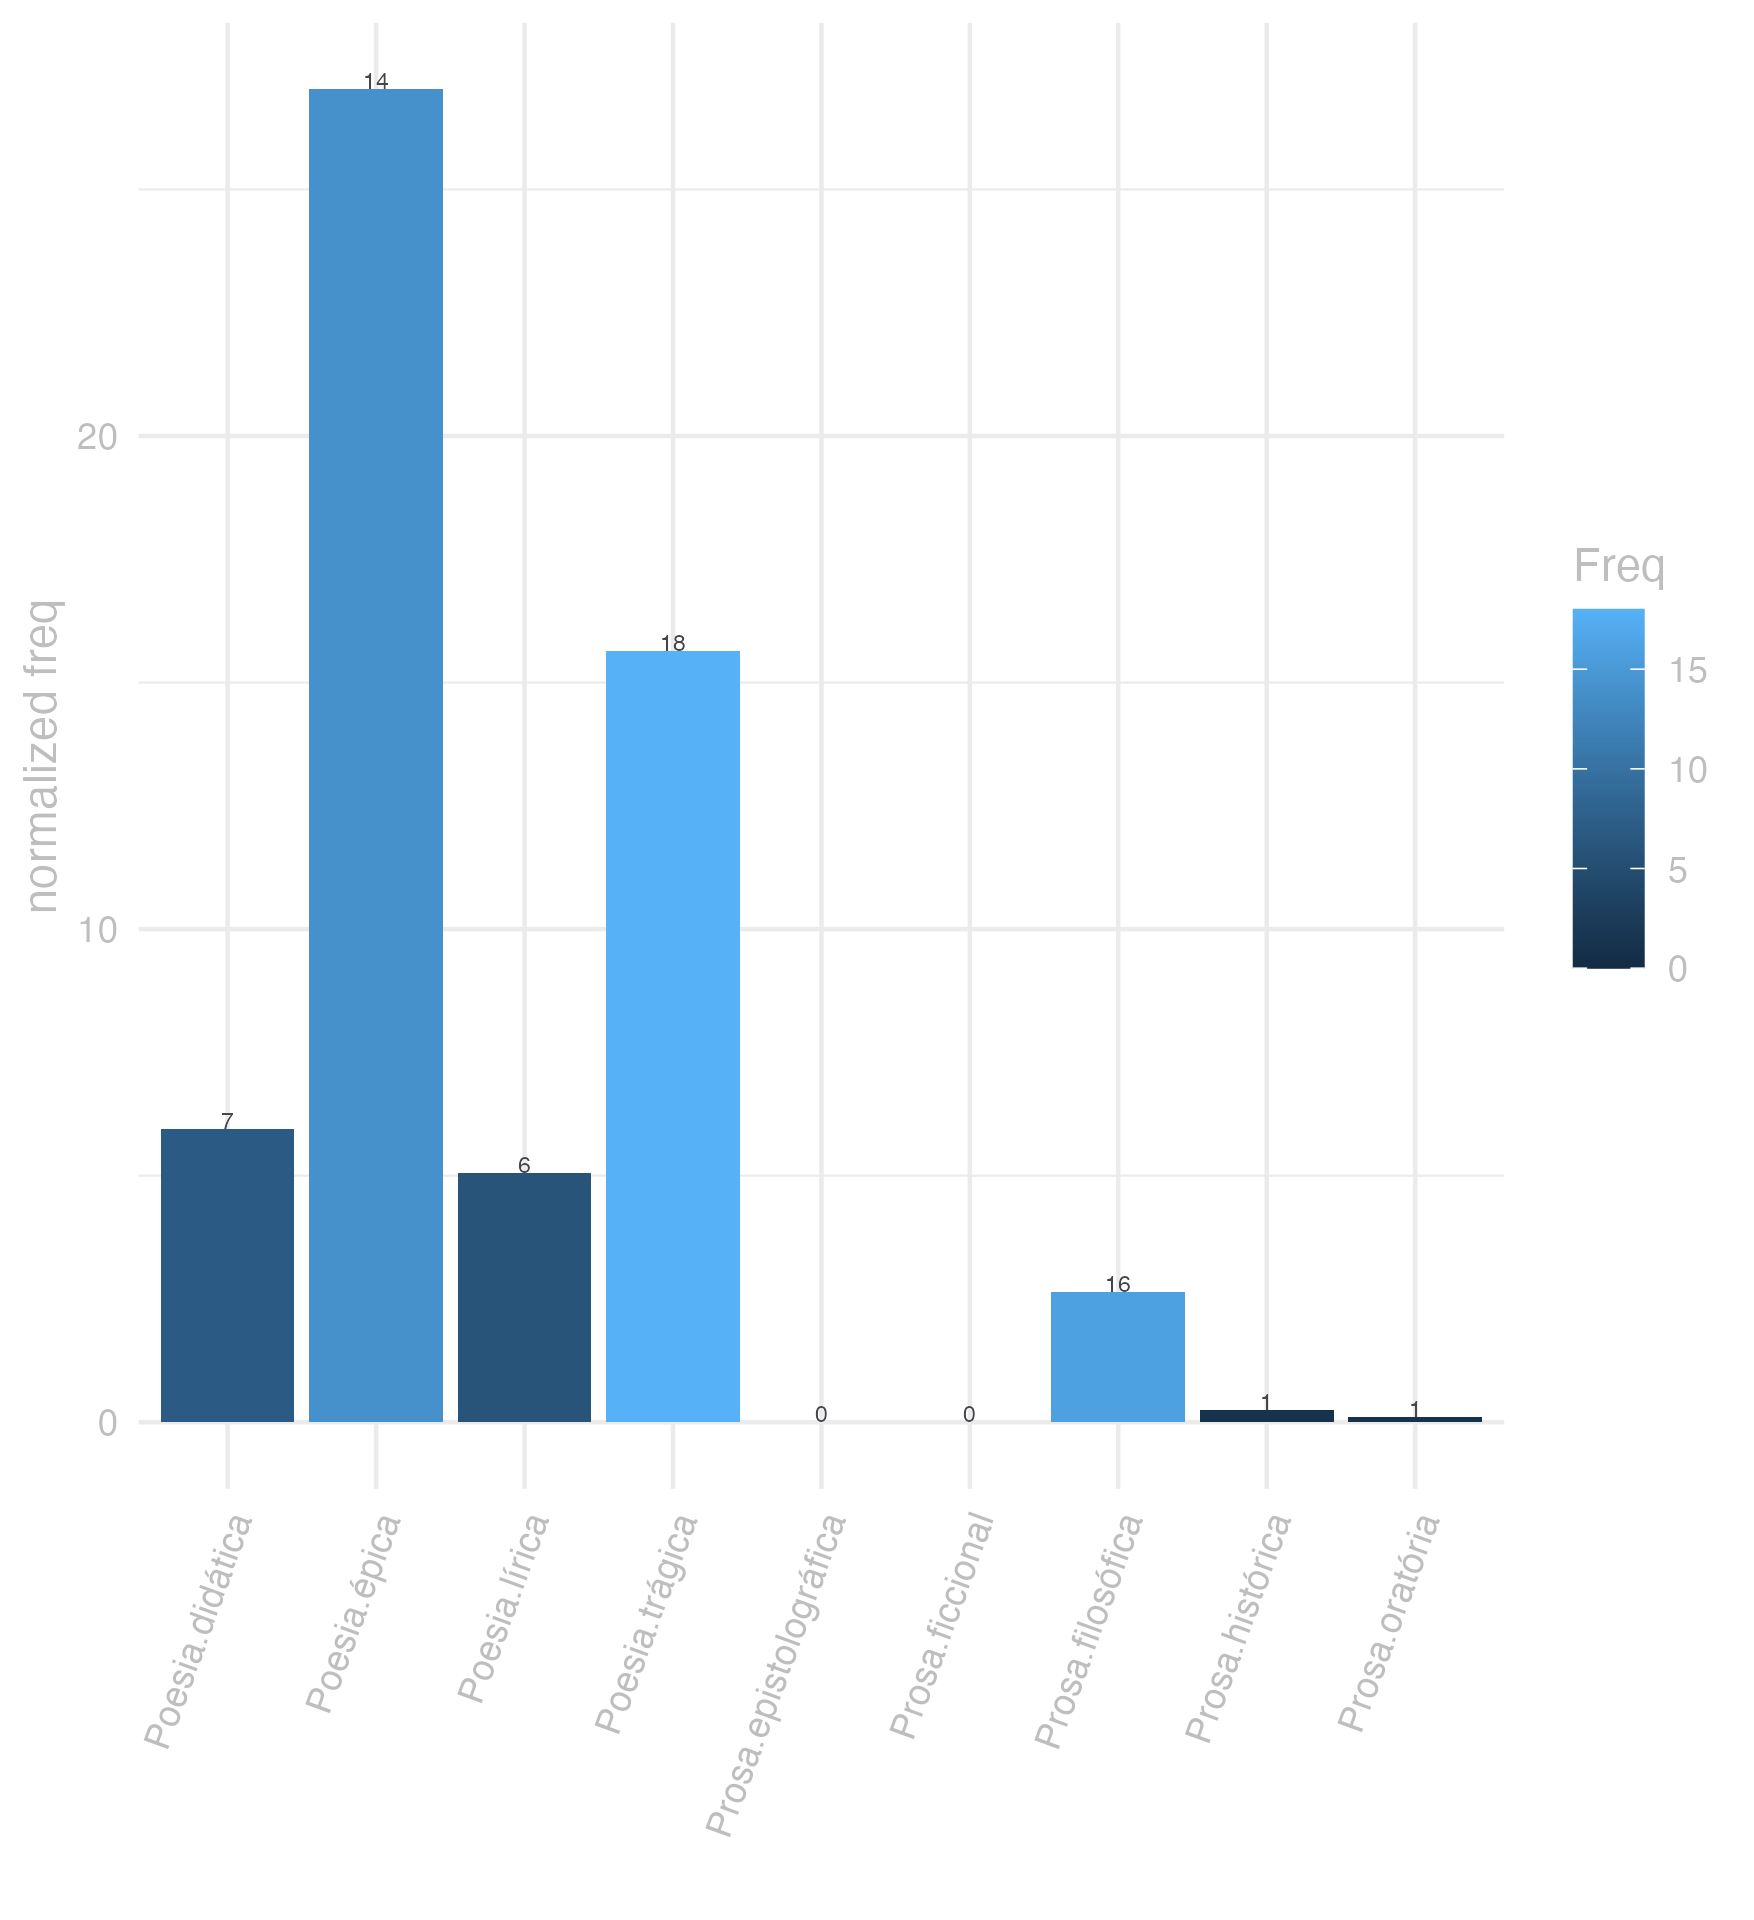 14
20
18
Freq
15
10
5
0
normalized freq
10
7
6
16
0
0
0
1
1
Poesia.didática
Poesia.épica
Poesia.lírica
Poesia.trágica
Prosa.epistolográfica
Prosa.ficcional
Prosa.filosófica
Prosa.histórica
Prosa.oratória